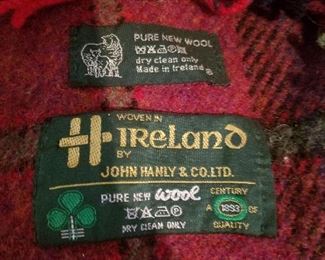 PURE NEW WOOL
dry clean only
Made in Ireland
WOVEN IN
IRELAND
BY
JOHN HANLY & CO. LTD.
PURE NEW wool
DRY CLEAN ONLY
CENTURY
A 1893 OF
QUALITY